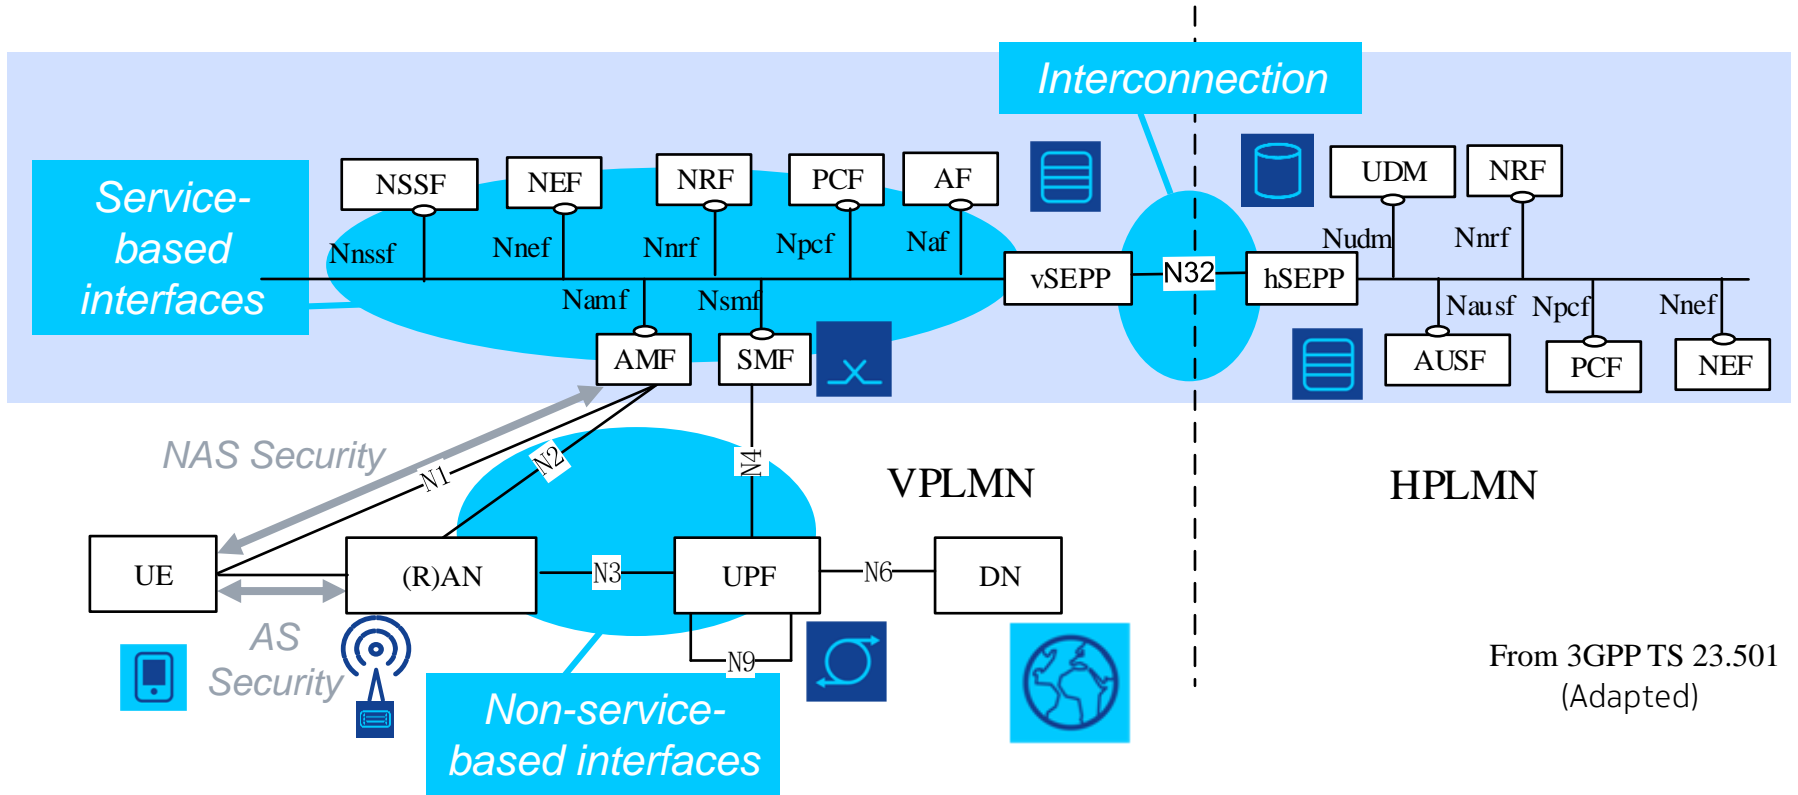 Interconnection
Service-
based
interfaces
NSSF
NEF
NRF
PCF
AF
UDM
NRF
Nnssf
Nnef
Nnrf
Npcf
Naf
Nudm
Nnrf
vSEPP
N32
hSEPP
Namf
Nsmf
Nausf
Npcf
Nnef
AMF
SMF
AUSF
PCF
NEF
NAS Security
N1
N2
N4
VPLMN
HPLMN
UE
(R)AN
N3
UPF
N6
DN
AS
Security
N9
Non-service-
based interfaces
From 3GPP TS 23.501
(Adapted)